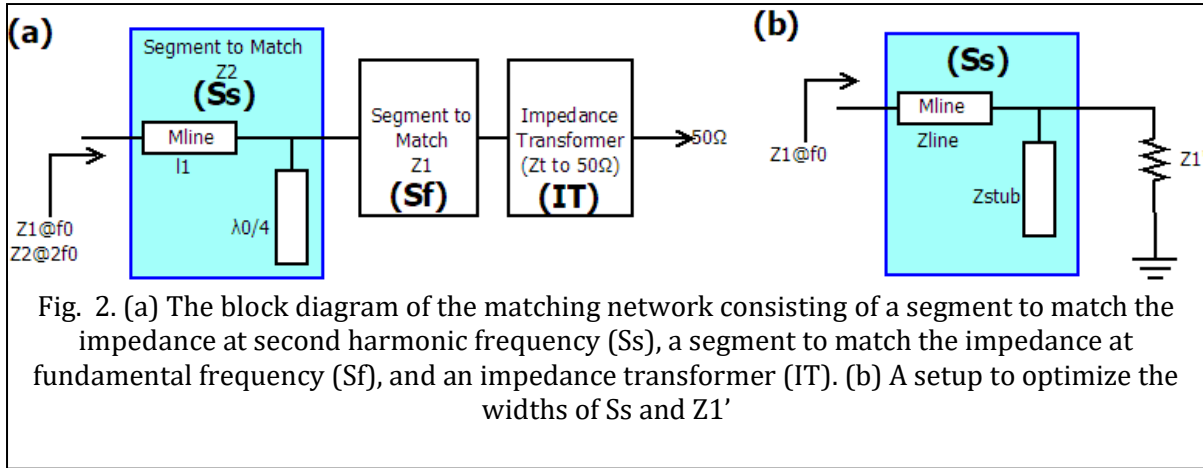 (a)
Segment to Match
Z2
(Ss)
Mline
l1
λ0/4
Z1@f0
Z2@2f0
Segment to
Match
Z1
(Sf)
Impedance
Transformer
(Zt to 50Ω)
(IT)
50Ω
(b)
(Ss)
Mline
Zline
Z1@f0
Zstub
Z1'
Fig. 2. (a) The block diagram of the matching network consisting of a segment to match the
impedance at second harmonic frequency (Ss), a segment to match the impedance at
fundamental frequency (Sf), and an impedance transformer (IT). (b) A setup to optimize the
widths of Ss and Z1’